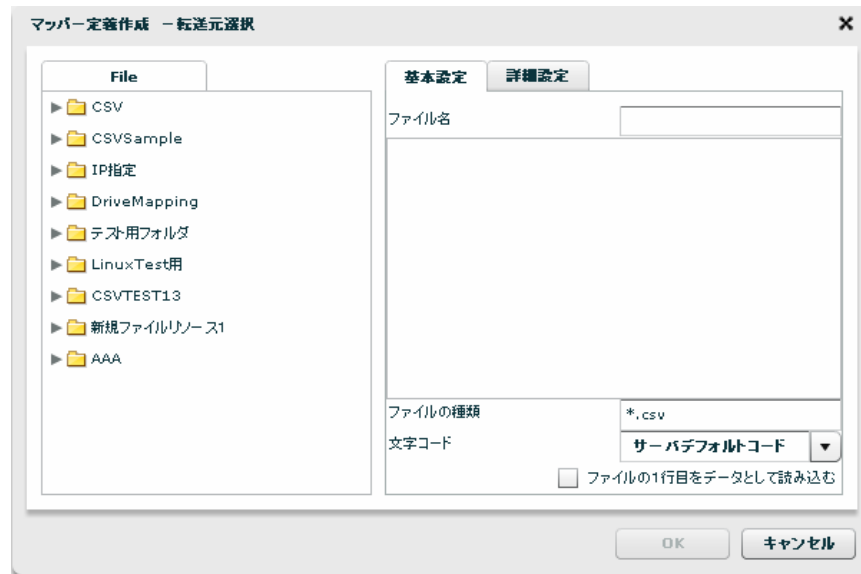 マッパー定義作成 －転送元選択
File
CSV
CSVSample
IP指定
DriveMapping
テスト用フォルダ
LinuxTest用
CSVTEST13
新規ファイルリソース1
AAA
基本設定 詳細設定
ファイル名
ファイルの種類 *.csv
文字コード サーバデフォルトコード
ファイルの1行目をデータとして読み込む
OK キャンセル